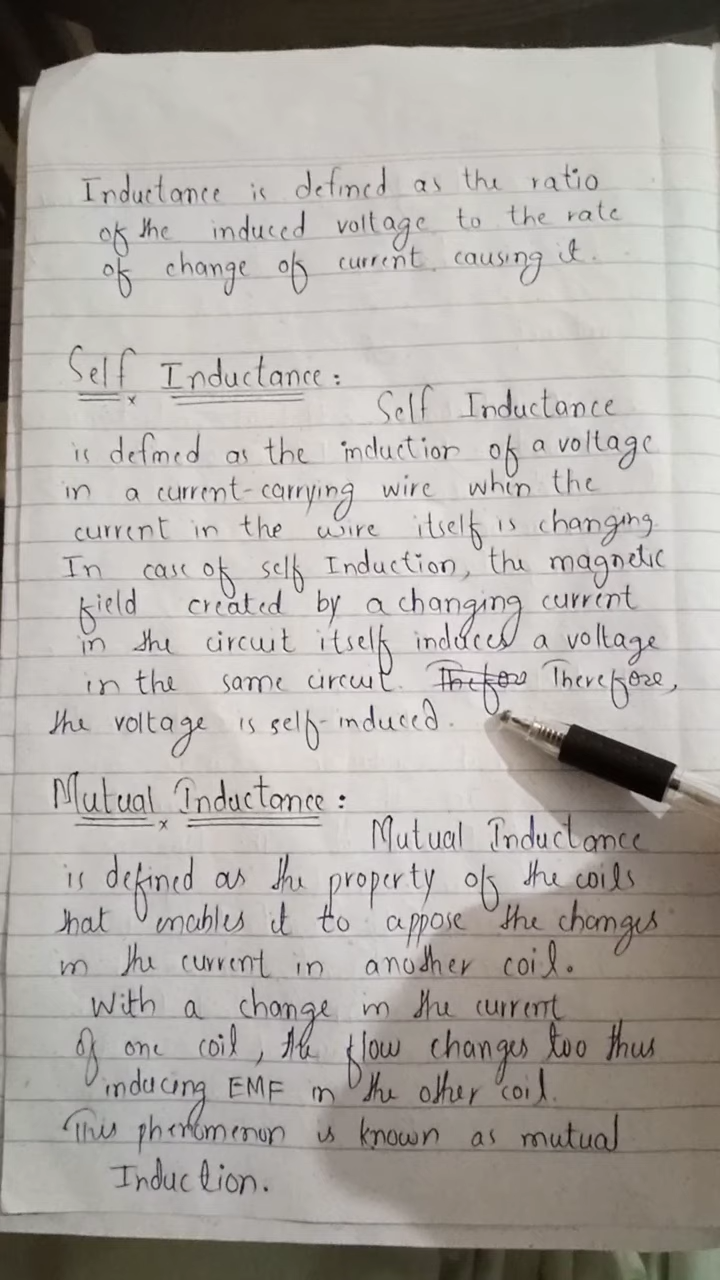 Inductance is defined as the ratio
of the induced voltage to the rate
of change of current causing it.
Self Inductance:
Self Inductance
is defined as the induction of a voltage
in a current-carrying wire when the
current in the wire itself is changing
In case of self Induction, the magnetic
field created by a changing current
in the circuit itself induces a voltage
in the same circuit. Therefore,
the voltage is self-induced.
Mutual Inductance:
Mutual Inductance
is defined as the property of the coils
that enables it to appose the changes
in the current in another coil.
With a change in the current
of one coil, the flow changes too thus
inducing EMF in the other coil.
This phenomenon is known as mutual
Induction.